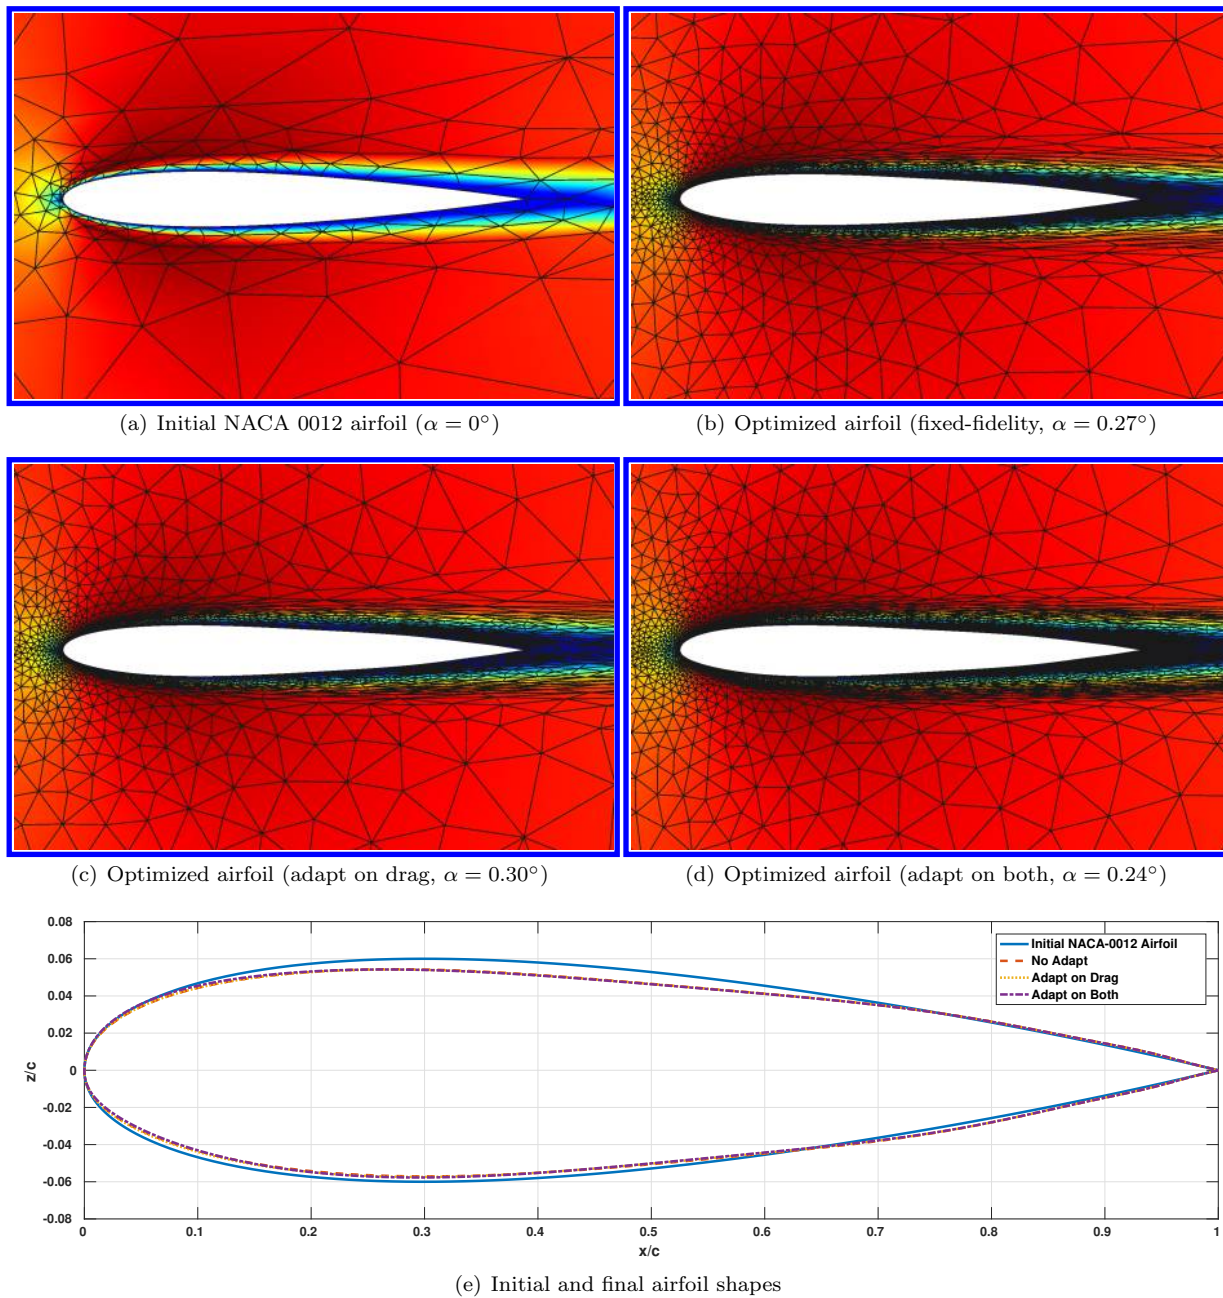 (a) Initial NACA 0012 airfoil (α = 0°)
(b) Optimized airfoil (fixed-fidelity, α = 0.27°)
(c) Optimized airfoil (adapt on drag, α = 0.30°)
(d) Optimized airfoil (adapt on both, α = 0.24°)
0.08
0.06
0.04
0.02
0
-0.02
-0.04
-0.06
-0.08
z/c
Initial NACA-0012 Airfoil
No Adapt
Adapt on Drag
Adapt on Both
0 0.1 0.2 0.3 0.4 0.5 0.6 0.7 0.8 0.9 1
x/c
(e) Initial and final airfoil shapes